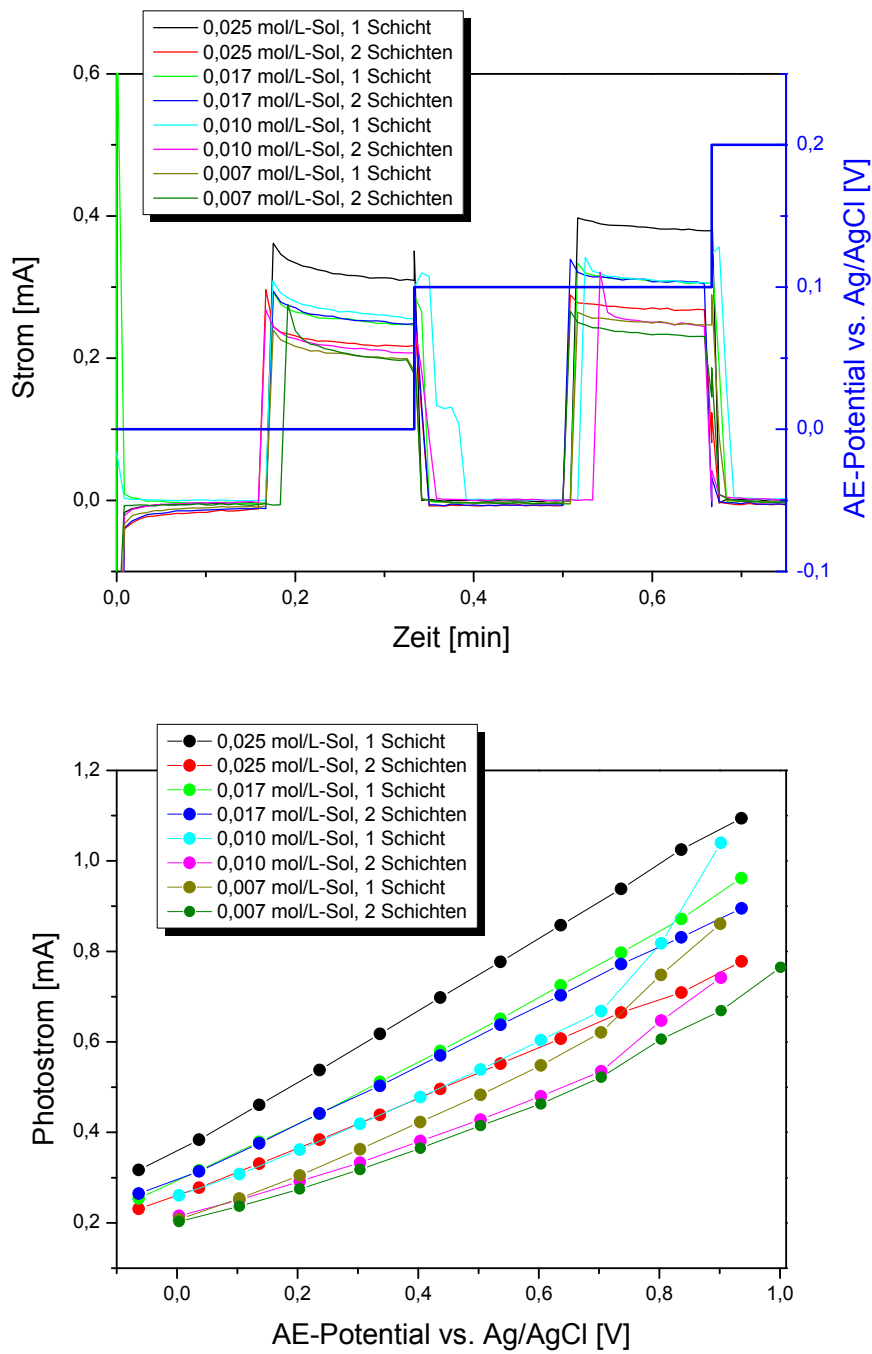 0,025 mol/L-Sol, 1 Schicht
0,025 mol/L-Sol, 2 Schichten
0,017 mol/L-Sol, 1 Schicht
0,017 mol/L-Sol, 2 Schichten
0,010 mol/L-Sol, 1 Schicht
0,010 mol/L-Sol, 2 Schichten
0,007 mol/L-Sol, 1 Schicht
0,007 mol/L-Sol, 2 Schichten
0,6
0,4
0,2
0,0
Strom [mA]
0,2
0,1
0,0
-0,1
AE-Potential vs. Ag/AgCl [V]
0,0
0,2
0,4
0,6
Zeit [min]
0,025 mol/L-Sol, 1 Schicht
0,025 mol/L-Sol, 2 Schichten
0,017 mol/L-Sol, 1 Schicht
0,017 mol/L-Sol, 2 Schichten
0,010 mol/L-Sol, 1 Schicht
0,010 mol/L-Sol, 2 Schichten
0,007 mol/L-Sol, 1 Schicht
0,007 mol/L-Sol, 2 Schichten
1,2
1,0
0,8
0,6
0,4
0,2
Photostrom [mA]
0,0
0,2
0,4
0,6
0,8
1,0
AE-Potential vs. Ag/AgCl [V]